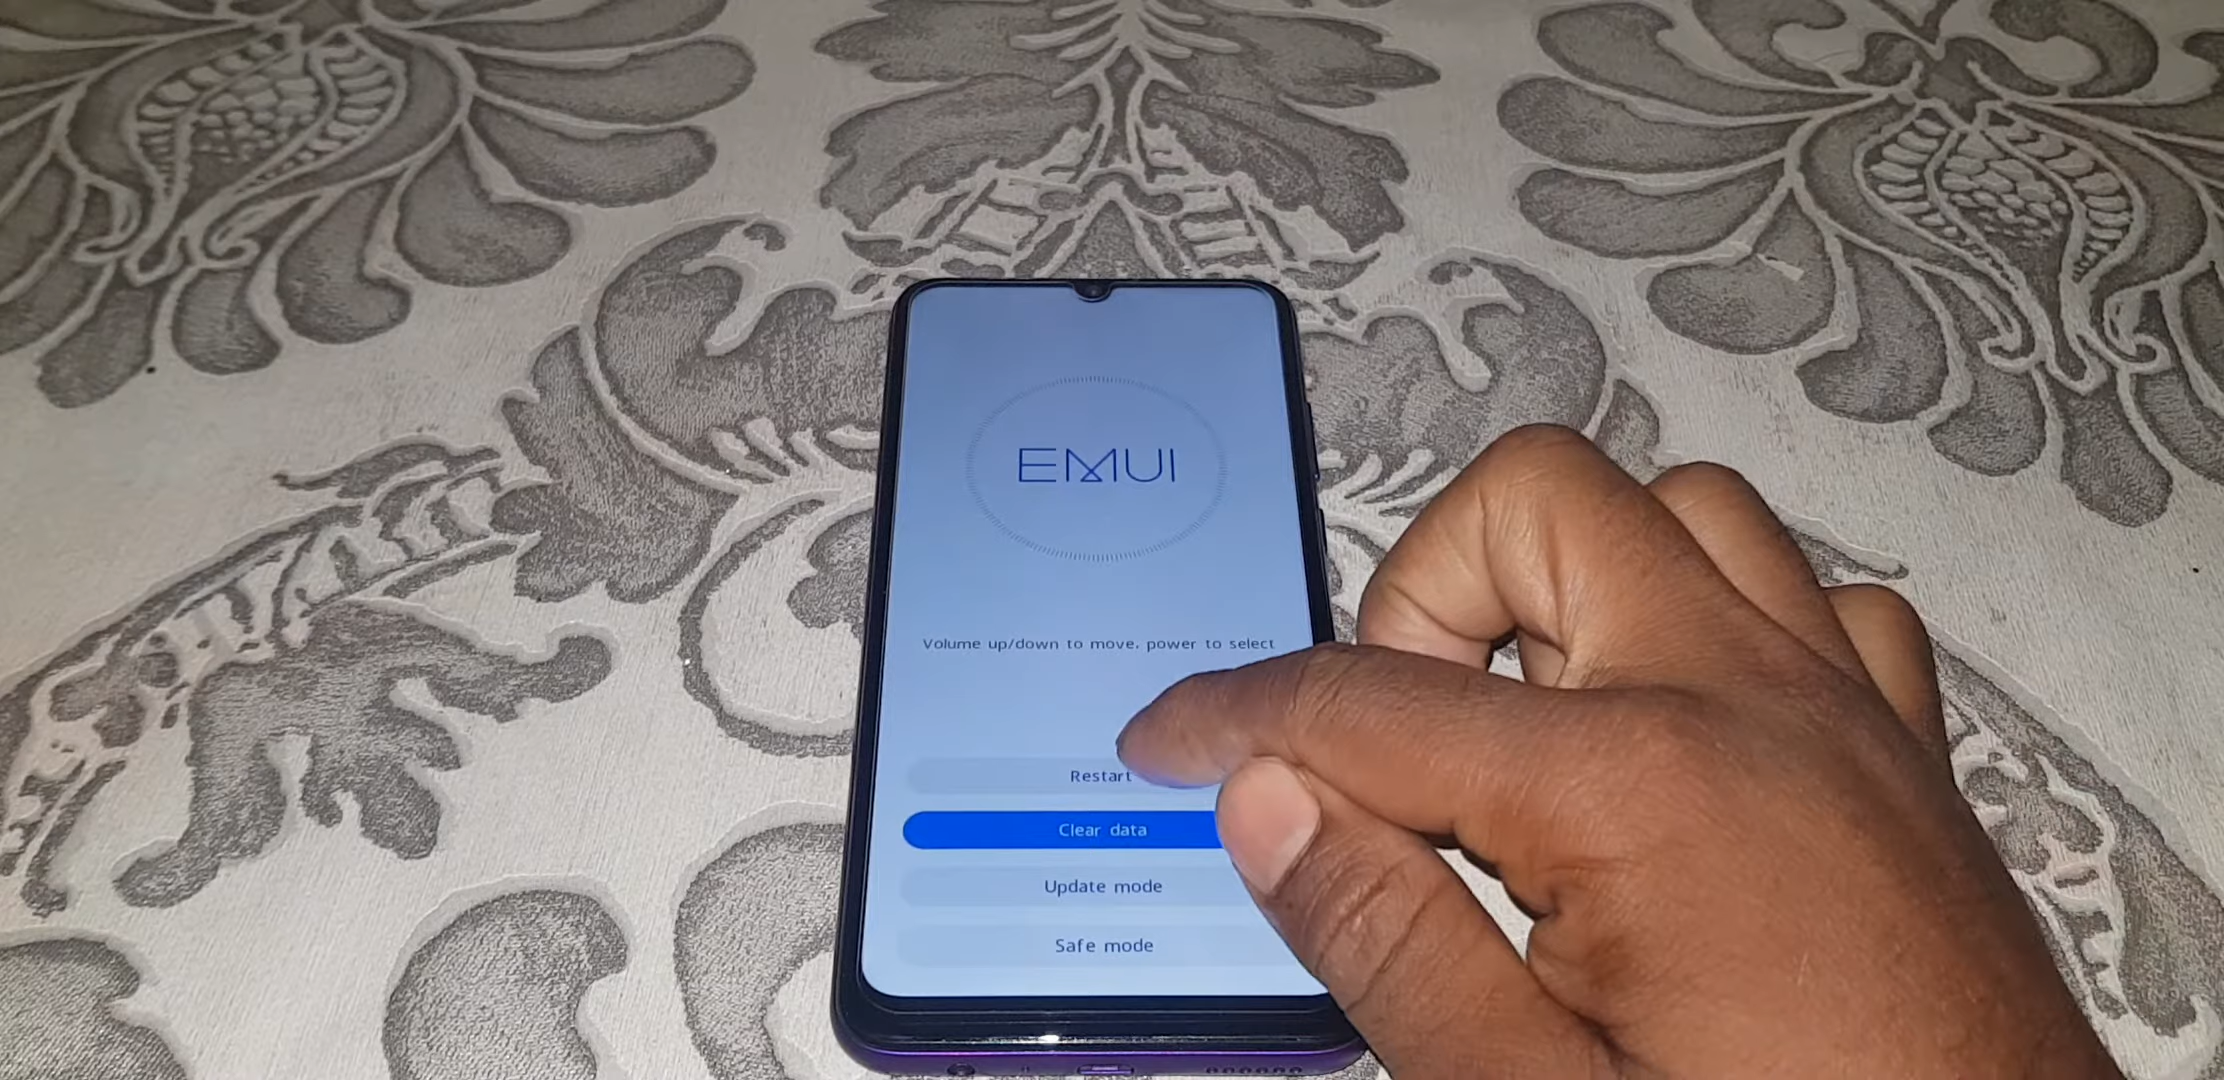 EMUI
Volume up/down to move, power to select
Restart
Clear data
Update mode
Safe mode